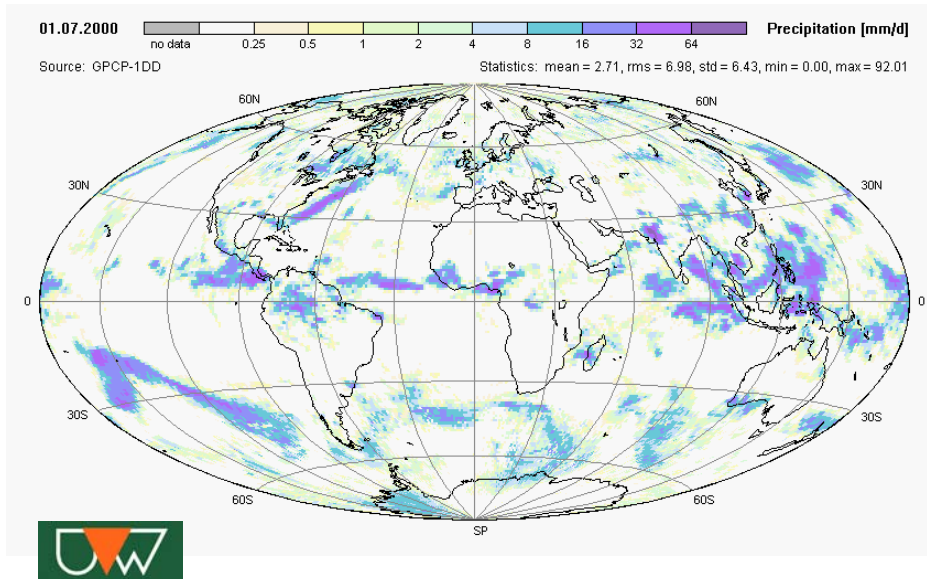 01.07.2000
Precipitation [mm/d]
no data 0.25 0.5 1 2 4 8 16 32 64
Source: GPCP-1DD
Statistics: mean = 2.71, rms = 6.98, std = 6.43, min = 0.00, max = 92.01
60N 60N
30N 30N
0 0
30S 30S
60S 60S
SP
UVW